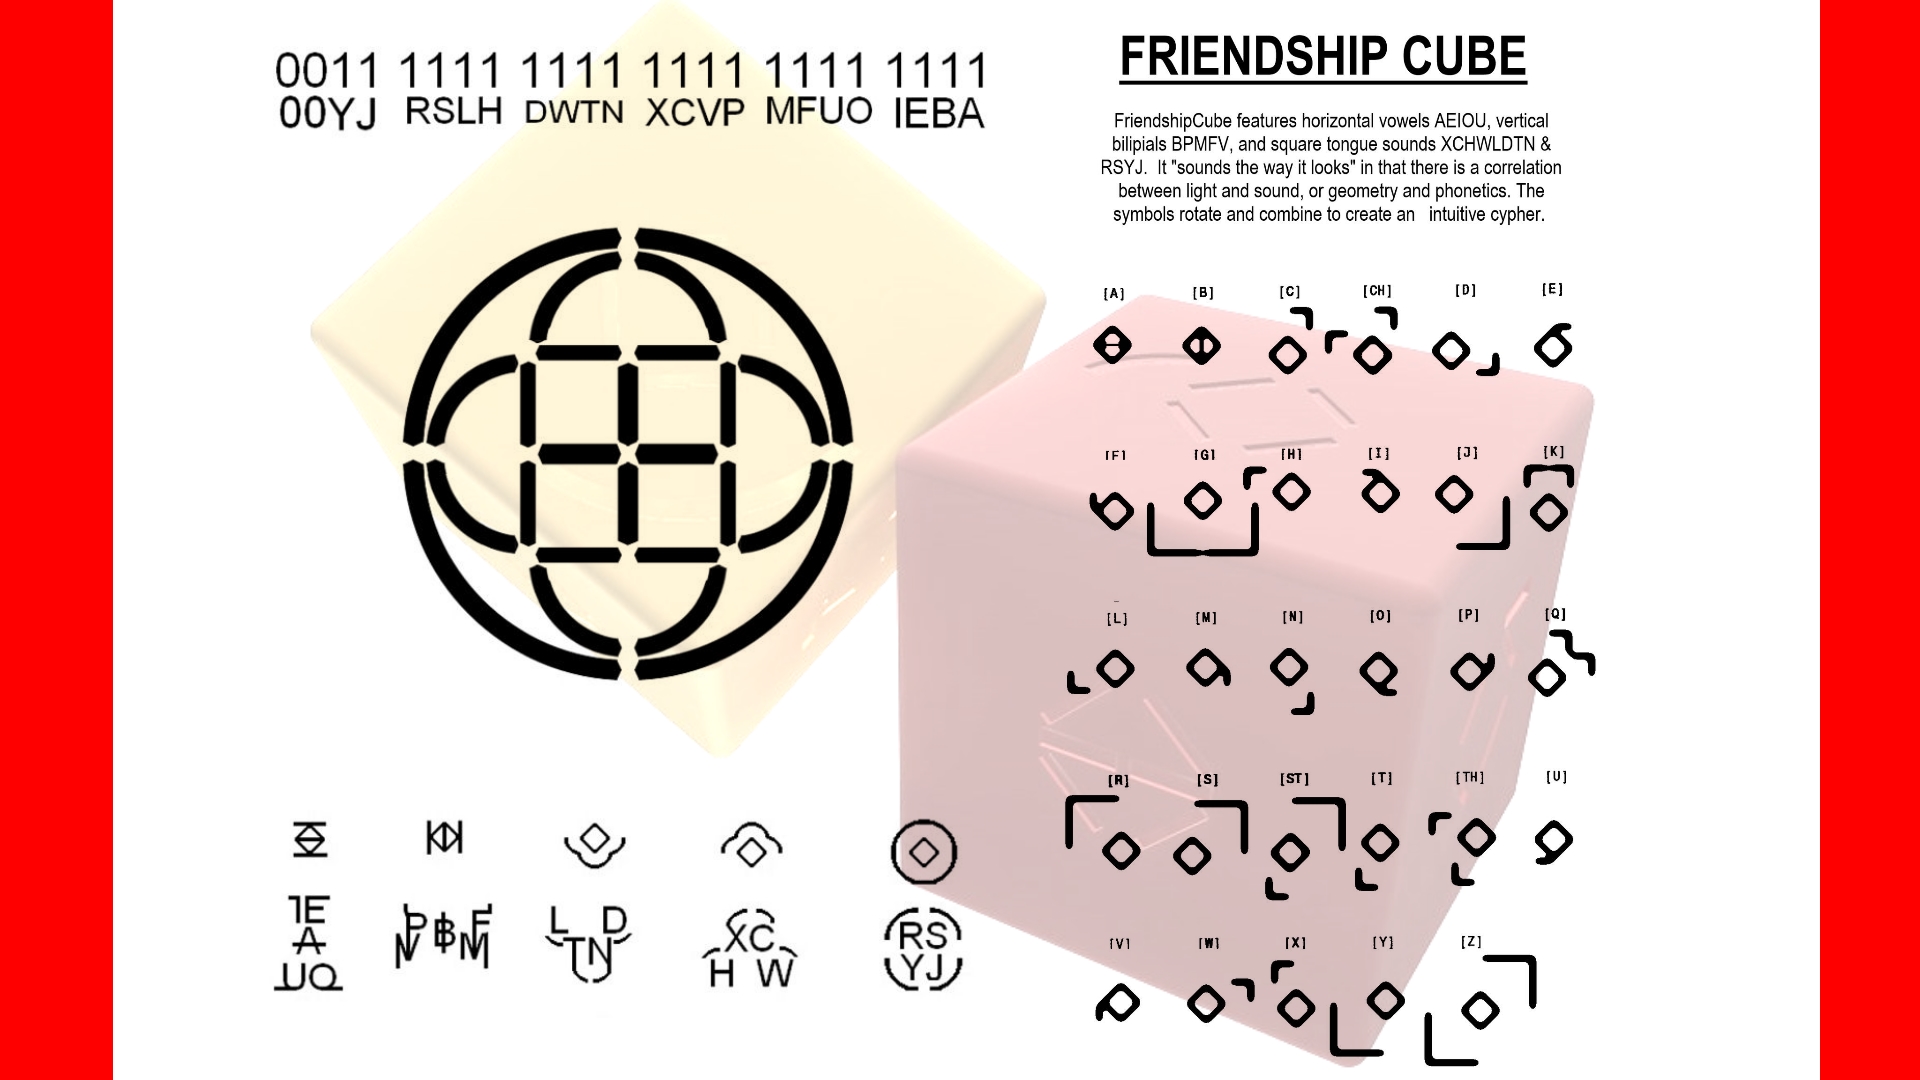 0011 1111 1111 1111 1111 1111
00YJ RSLH DWTN XCVP MFUO IEBA
FRIENDSHIP CUBE
FriendshipCube features horizontal vowels AEIOU, vertical
bilipials BPMFV, and square tongue sounds XCHWLDTN &
RSYJ. It "sounds the way it looks" in that there is a correlation
between light and sound, or geometry and phonetics. The
symbols rotate and combine to create an intuitive cypher.
[A] [B] [C] [CH] [D] [E]
[F] [G] [H] [I] [J] [K]
[L] [M] [N] [O] [P] [Q]
[R] [S] [ST] [T] [TH] [U]
[V] [W] [X] [Y] [Z]
IE
A
UO
P B F
V M
L D
TN
XC
H W
RS
YJ